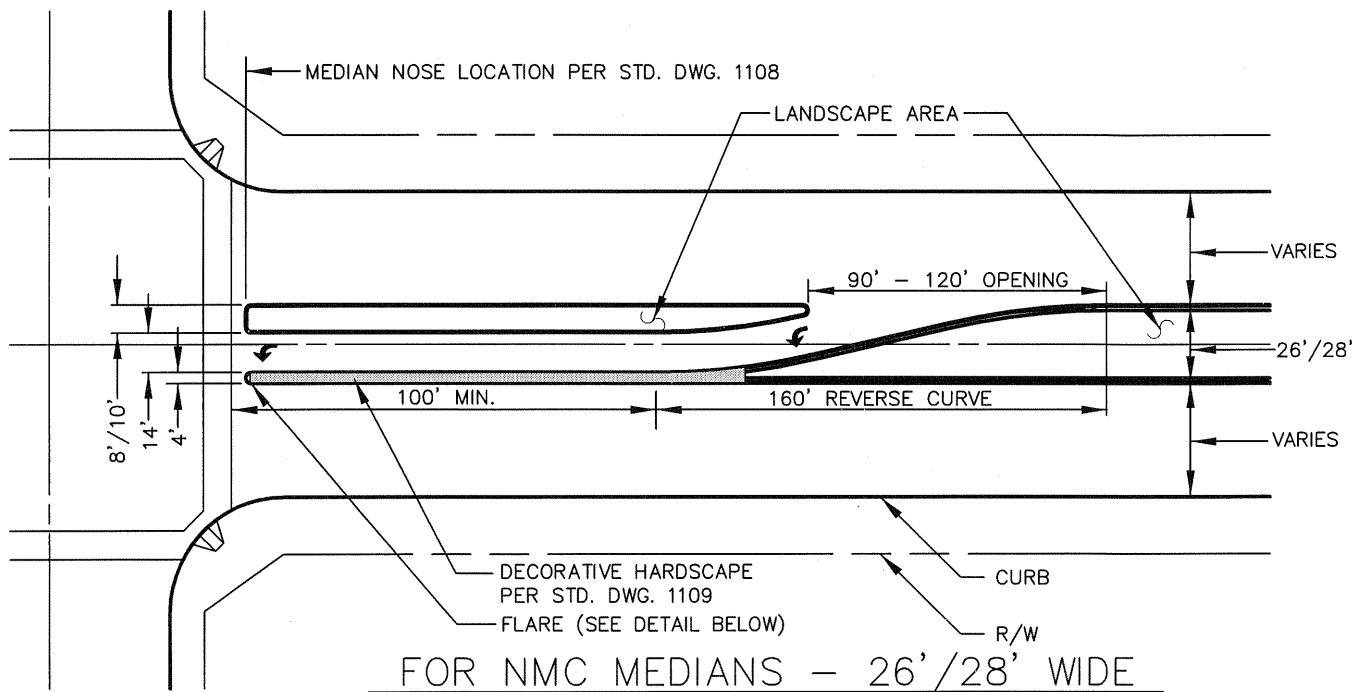 MEDIAN NOSE LOCATION PER STD. DWG. 1108
LANDSCAPE AREA
VARIES
90' - 120' OPENING
26'/28'
8'/10'
14'
4'
100' MIN.
160' REVERSE CURVE
VARIES
DECORATIVE HARDSCAPE
PER STD. DWG. 1109
CURB
FLARE (SEE DETAIL BELOW)
R/W
FOR NMC MEDIANS - 26'/28' WIDE